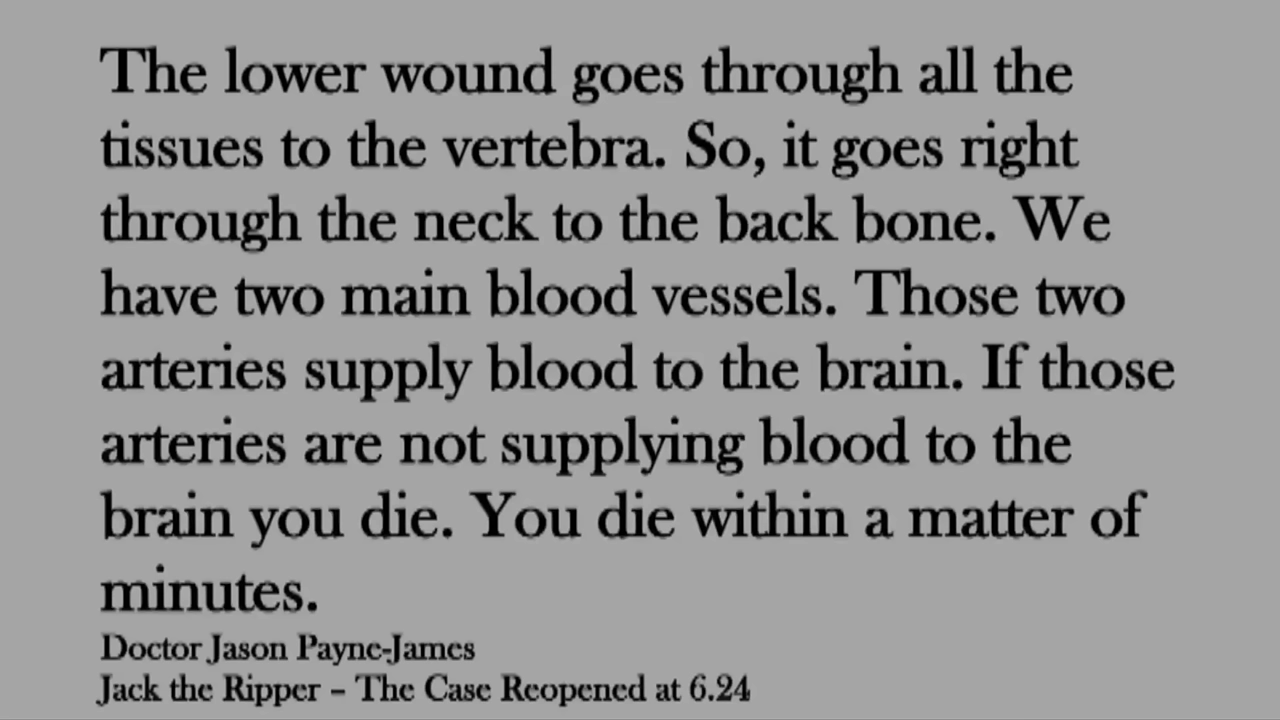 The lower wound goes through all the
tissues to the vertebra. So, it goes right
through the neck to the back bone. We
have two main blood vessels. Those two
arteries supply blood to the brain. If those
arteries are not supplying blood to the
brain you die. You die within a matter of
minutes.
Doctor Jason Payne-James
Jack the Ripper – The Case Reopened at 6.24